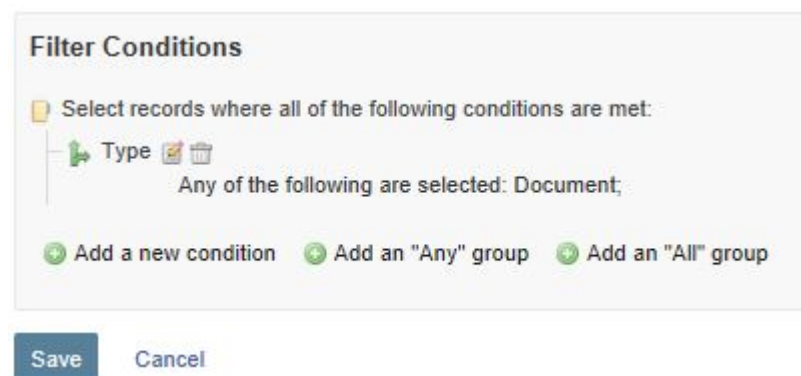 Filter Conditions
Select records where all of the following conditions are met:
Type
Any of the following are selected: Document;
Add a new condition Add an "Any" group Add an "All" group
Save Cancel